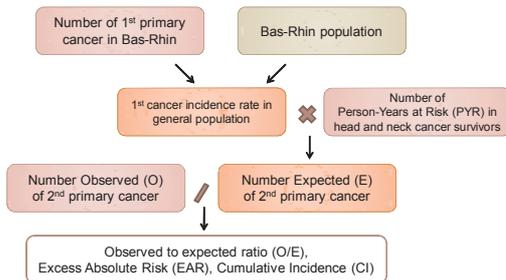 Number of 1st primary
cancer in Bas-Rhin
Bas-Rhin population
1st cancer incidence rate in
general population
Number of
Person-Years at Risk (PYR) in
head and neck cancer survivors
Number Observed (O)
of 2nd primary cancer
Number Expected (E)
of 2nd primary cancer
Observed to expected ratio (O/E),
Excess Absolute Risk (EAR), Cumulative Incidence (CI)